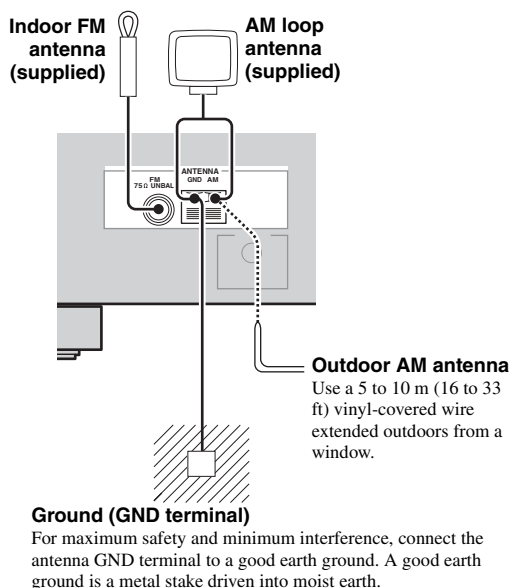 Indoor FM
antenna
(supplied)
AM loop
antenna
(supplied)
ANTENNA
FM
75Ω UNBAL.
GND AM
Outdoor AM antenna
Use a 5 to 10 m (16 to 33
ft) vinyl-covered wire
extended outdoors from a
window.
Ground (GND terminal)
For maximum safety and minimum interference, connect the
antenna GND terminal to a good earth ground. A good earth
ground is a metal stake driven into moist earth.